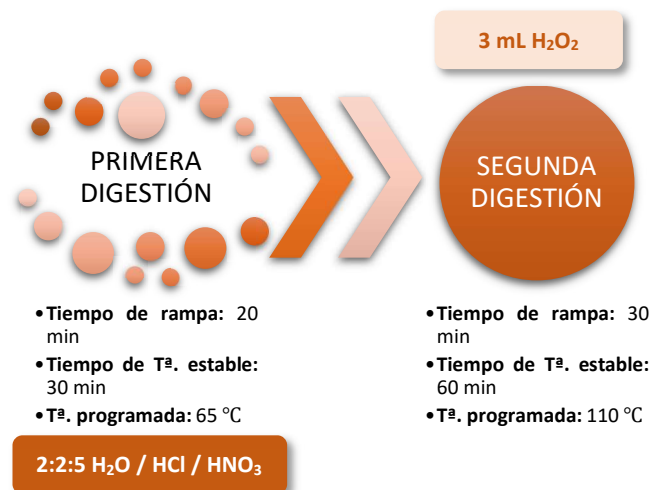 3 mL H₂O₂
PRIMERA
DIGESTIÓN
SEGUNDA
DIGESTIÓN
•Tiempo de rampa: 20
min
•Tiempo de Tª. estable:
30 min
•Tª. programada: 65 °C
2:2:5 H₂O / HCl / HNO₃
•Tiempo de rampa: 30
min
•Tiempo de Tª. estable:
60 min
•Tª. programada: 110 °C